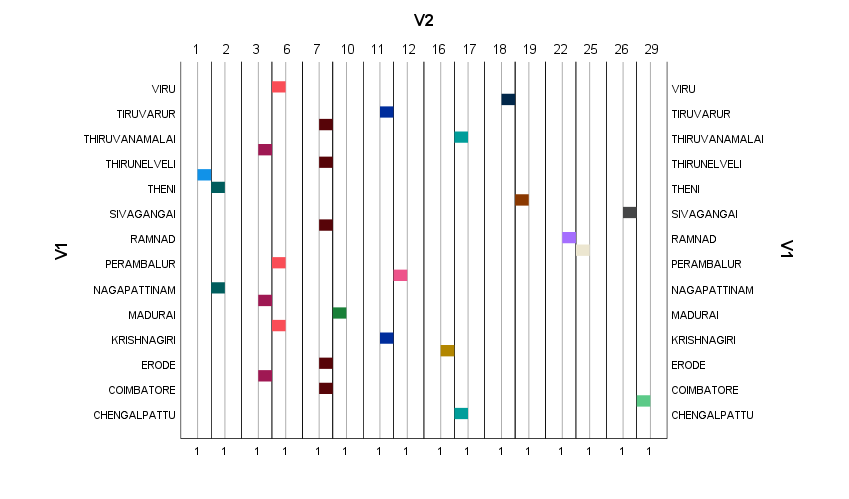 V2
1 2 3 6 7 10 11 12 16 17 18 19 22 25 26 29
VIRU VIRU
TIRUVARUR TIRUVARUR
THIRUVANAMALAI THIRUVANAMALAI
THIRUNELVELI THIRUNELVELI
THENI THENI
SIVAGANGAI SIVAGANGAI
RAMNAD RAMNAD
V1 V1
PERAMBALUR PERAMBALUR
NAGAPATTINAM NAGAPATTINAM
MADURAI MADURAI
KRISHNAGIRI KRISHNAGIRI
ERODE ERODE
COIMBATORE COIMBATORE
CHENGALPATTU CHENGALPATTU
1 1 1 1 1 1 1 1 1 1 1 1 1 1 1 1